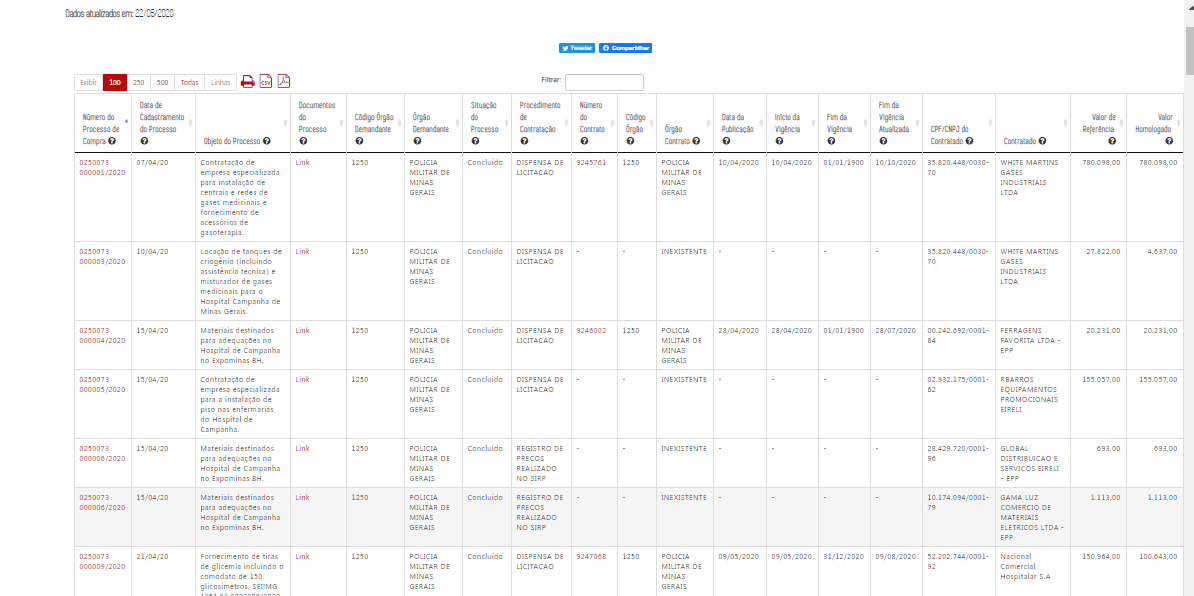 Dados atualizados em: 22/05/2020
Tweetar Compartilhar
Exibir 100 250 500 Todas Linhas CSV Filtrar:
Número do Processo de Compra Data de Cadastramento do Processo Objeto do Processo Documentos do Processo Código Órgão Demandante Órgão Demandante Situação do Processo Procedimento de Contratação Número do Contrato Código Órgão Órgão Contrato Data da Publicação Início da Vigência Fim da Vigência Fim da Vigência Atualizada CPF/CNPJ do Contratado Contratado Valor de Referência Valor Homologado
0250073 000001/2020 07/04/20 Contratação de empresa especializada para instalação de centrais e redes de gases medicinais e fornecimento de acessórios de gasoterapia. Link 1250 POLICIA MILITAR DE MINAS GERAIS Concluído DISPENSA DE LICITACAO 9245761 1250 POLICIA MILITAR DE MINAS GERAIS 10/04/2020 10/04/2020 01/01/1900 10/10/2020 35.820.448/0030-70 WHITE MARTINS GASES INDUSTRIAIS LTDA 780.098,00 780.098,00
0250073 000003/2020 10/04/20 Locação de tanques de criogênio (incluindo assistência técnica) e misturador de gases medicinais para o Hospital Campanha de Minas Gerais. Link 1250 POLICIA MILITAR DE MINAS GERAIS Concluído DISPENSA DE LICITACAO - - INEXISTENTE - - - - 35.820.448/0030-70 WHITE MARTINS GASES INDUSTRIAIS LTDA 27.822,00 4.637,00
0250073 000004/2020 15/04/20 Materiais destinados para adequações no Hospital de Campanha no Expominas BH. Link 1250 POLICIA MILITAR DE MINAS GERAIS Concluído DISPENSA DE LICITACAO 9246002 1250 POLICIA MILITAR DE MINAS GERAIS 28/04/2020 28/04/2020 01/01/1900 28/07/2020 00.242.692/0001-84 FERRAGENS FAVORITA LTDA - EPP 20.231,00 20.231,00
0250073 000005/2020 15/04/20 Contratação de empresa especializada para a instalação de piso nas enfermarias do Hospital de Campanha. Link 1250 POLICIA MILITAR DE MINAS GERAIS Concluído DISPENSA DE LICITACAO - - INEXISTENTE - - - - 02.932.175/0001-62 RBARROS EQUIPAMENTOS PROMOCIONAIS EIRELI 155.057,00 155.057,00
0250073 000006/2020 15/04/20 Materiais destinados para adequações no Hospital de Campanha no Expominas BH. Link 1250 POLICIA MILITAR DE MINAS GERAIS Concluído REGISTRO DE PRECOS REALIZADO NO SIRP - - INEXISTENTE - - - - 28.429.720/0001-96 GLOBAL DISTRIBUICAO E SERVICOS EIRELI - EPP 693,00 693,00
0250073 000006/2020 15/04/20 Materiais destinados para adequações no Hospital de Campanha no Expominas BH. Link 1250 POLICIA MILITAR DE MINAS GERAIS Concluído REGISTRO DE PRECOS REALIZADO NO SIRP - - INEXISTENTE - - - - 10.174.094/0001-79 GAMA LUZ COMERCIO DE MATERIAIS ELETRICOS LTDA - EPP 1.113,00 1.113,00
0250073 000009/2020 21/04/20 Fornecimento de tiras de glicemia incluindo o comodato de 150 glicosimetros. SEI!MG Link 1250 POLICIA MILITAR DE MINAS GERAIS Concluído DISPENSA DE LICITACAO 9247068 1250 POLICIA MILITAR DE MINAS GERAIS 09/05/2020 09/05/2020 31/12/2020 09/08/2020 52.202.744/0001-92 Nacional Comercial Hospitalar S.A 150.964,00 100.643,00